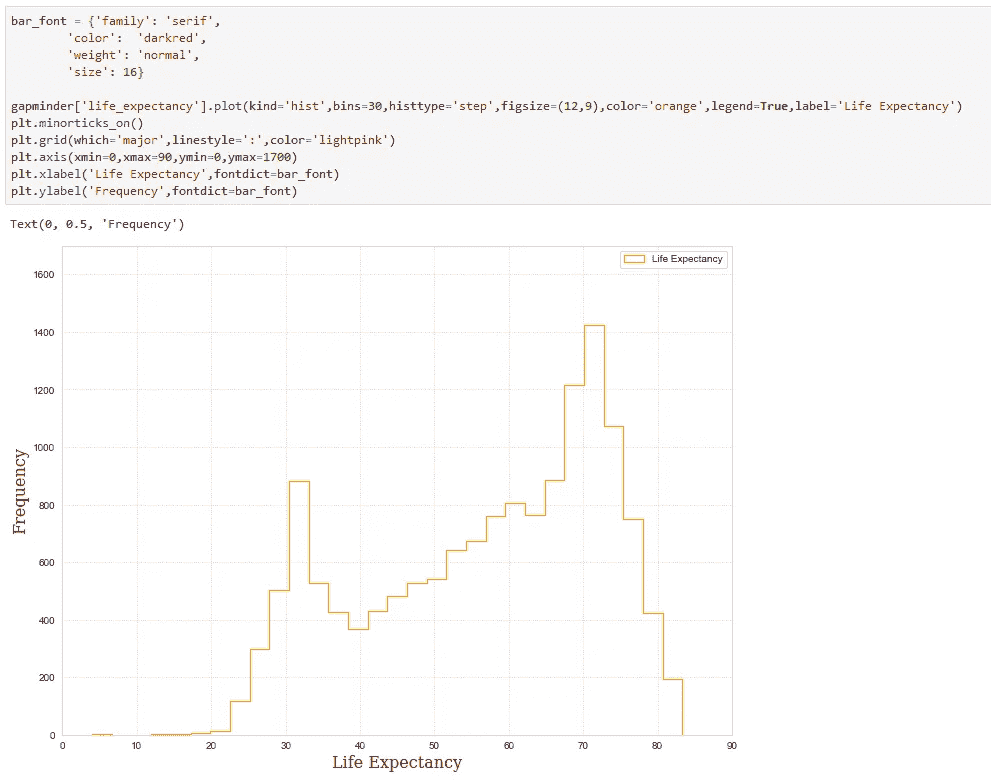 bar_font = {'family': 'serif',
        'color':  'darkred',
        'weight': 'normal',
        'size': 16}
gapminder['life_expectancy'].plot(kind='hist',bins=30,histtype='step',figsize=(12,9),color='orange',legend=True,label='Life Expectancy')
plt.minorticks_on()
plt.grid(which='major',linestyle=':',color='lightpink')
plt.axis(xmin=0,xmax=90,ymin=0,ymax=1700)
plt.xlabel('Life Expectancy',fontdict=bar_font)
plt.ylabel('Frequency',fontdict=bar_font)
Text(0, 0.5, 'Frequency')
Life Expectancy
1600
1400
1200
1000
800
600
400
200
0
Frequency
0 10 20 30 40 50 60 70 80 90
Life Expectancy